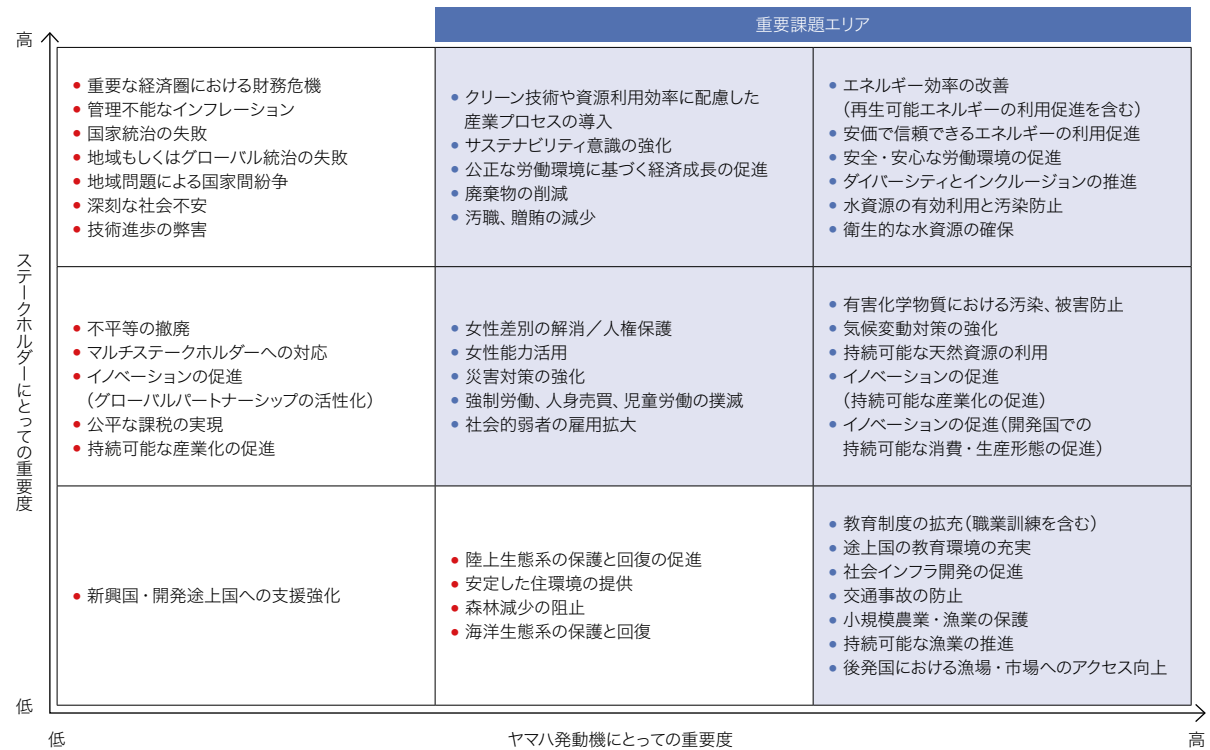 重要課題エリア
高
• 重要な経済圏における財務危機
• 管理不能なインフレーション
• 国家統治の失敗
• 地域もしくはグローバル統治の失敗
• 地域問題による国家間紛争
• 深刻な社会不安
• 技術進歩の弊害
• クリーン技術や資源利用効率に配慮した
産業プロセスの導入
• サステナビリティ意識の強化
• 公正な労働環境に基づく経済成長の促進
• 廃棄物の削減
• 汚職、贈賄の減少
• エネルギー効率の改善
（再生可能エネルギーの利用促進を含む）
• 安価で信頼できるエネルギーの利用促進
• 安全・安心な労働環境の促進
• ダイバーシティとインクルージョンの推進
• 水資源の有効利用と汚染防止
• 衛生的な水資源の確保
ステークホルダーにとっての重要度
• 不平等の撤廃
• マルチステークホルダーへの対応
• イノベーションの促進
（グローバルパートナーシップの活性化）
• 公平な課税の実現
• 持続可能な産業化の促進
• 女性差別の解消／人権保護
• 女性能力活用
• 災害対策の強化
• 強制労働、人身売買、児童労働の撲滅
• 社会的弱者の雇用拡大
• 有害化学物質における汚染、被害防止
• 気候変動対策の強化
• 持続可能な天然資源の利用
• イノベーションの促進
（持続可能な産業化の促進）
• イノベーションの促進（開発国での
持続可能な消費・生産形態の促進）
• 新興国・開発途上国への支援強化
• 陸上生態系の保護と回復の促進
• 安定した住環境の提供
• 森林減少の阻止
• 海洋生態系の保護と回復
• 教育制度の拡充（職業訓練を含む）
• 途上国の教育環境の充実
• 社会インフラ開発の促進
• 交通事故の防止
• 小規模農業・漁業の保護
• 持続可能な漁業の推進
• 後発国における漁場・市場へのアクセス向上
低
低
ヤマハ発動機にとっての重要度
高